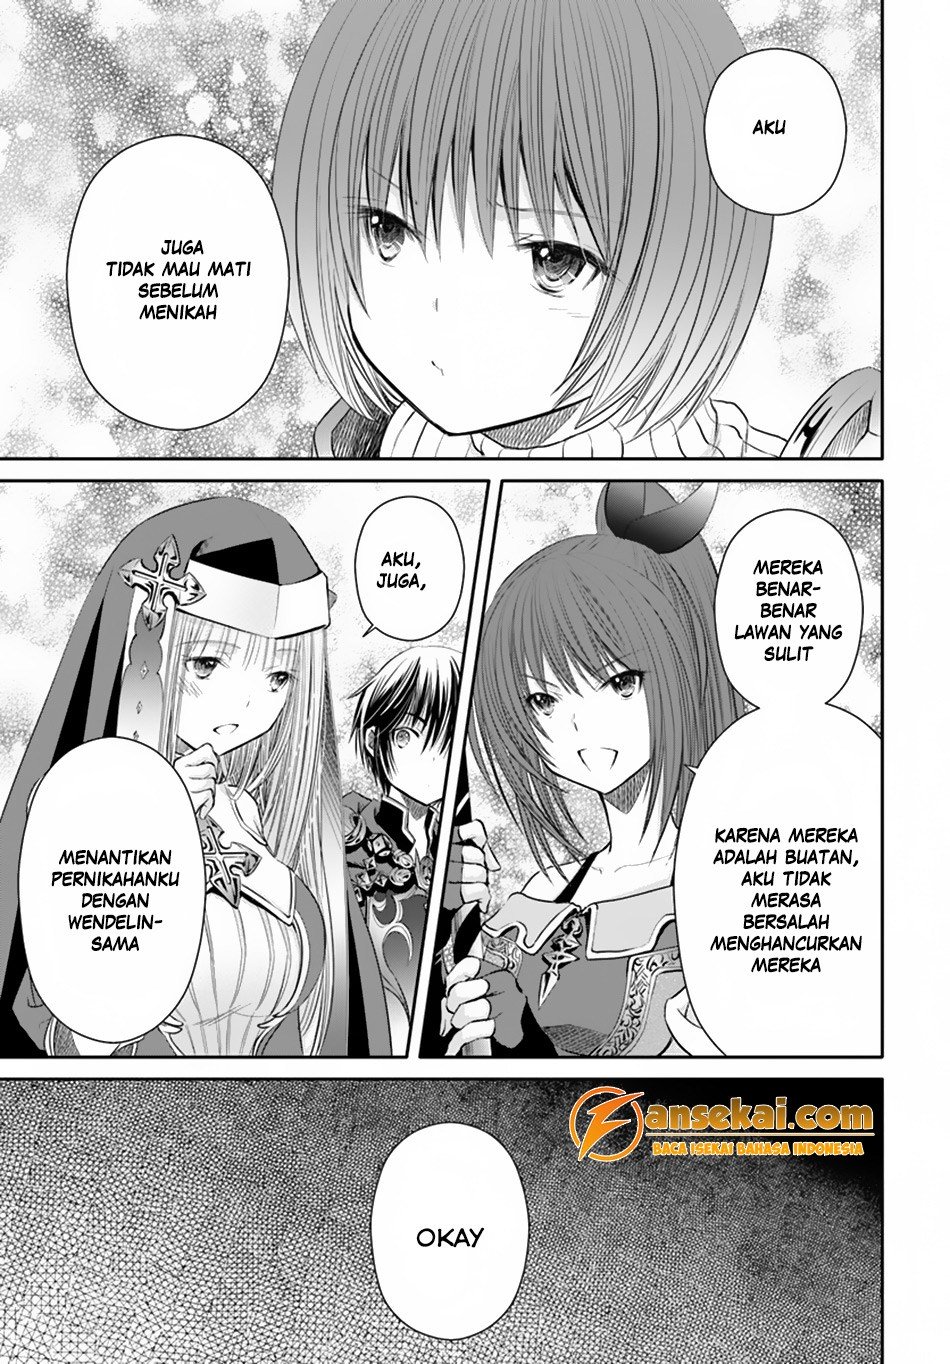 AKU
JUGA
TIDAK MAU MATI
SEBELUM
MENIKAH
MEREKA
BENAR-
BENAR
LAWAN YANG
SULIT
KARENA MEREKA
ADALAH BUATAN,
AKU TIDAK
MERASA
BERSALAH
MENGHANCURKAN
MEREKA
AKU,
JUGA,
MENANTIKAN
PERNIKAHANKU
DENGAN
WENDELIN-
SAMA
ansekai.com
BACA ISEKAI BAHASA INDONESIA
OKAY